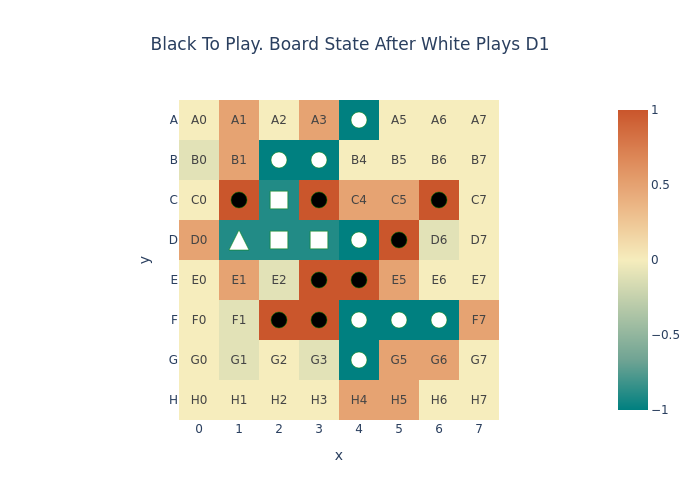 Black To Play. Board State After White Plays D1
A A0 A1 A2 A3 A5 A6 A7
B B0 B1 B4 B5 B6 B7
C C0 C4 C5 C7
D D0 D6 D7
E E0 E1 E2 E5 E6 E7
F F0 F1 F7
G G0 G1 G2 G3 G5 G6 G7
H H0 H1 H2 H3 H4 H5 H6 H7
0 1 2 3 4 5 6 7
x
y
1
0.5
0
−0.5
−1